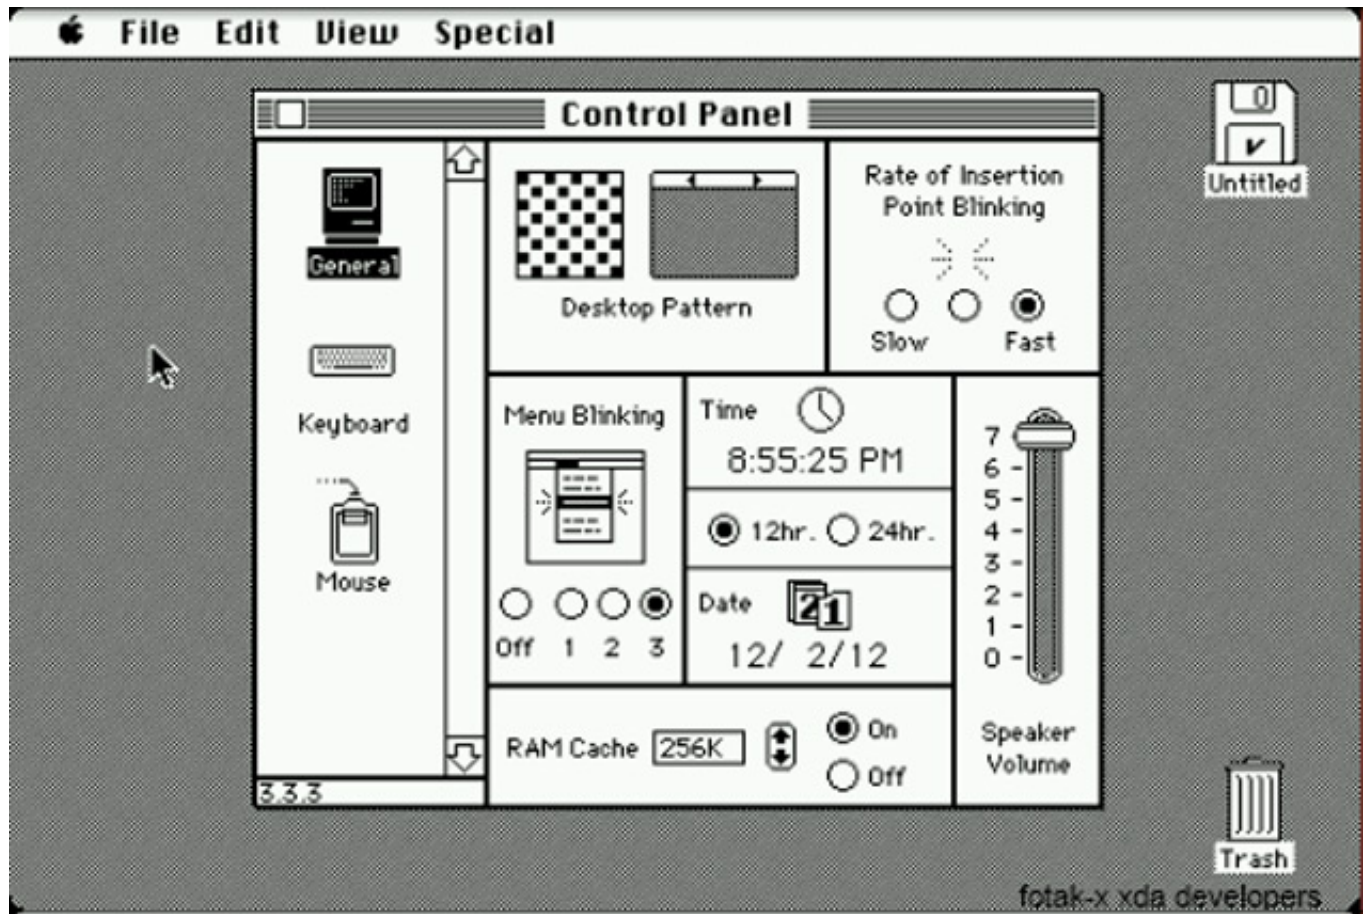 File Edit View Special
Control Panel
0
Untitled
General
Keyboard
Mouse
3.3.3
Desktop Pattern
Rate of Insertion
Point Blinking
Slow Fast
Menu Blinking
Off 1 2 3
Time
8:55:25 PM
12hr. 24hr.
Date 21
12/ 2/12
7
6 -
5 -
4 -
3 -
2 -
1 -
0 -
Speaker
Volume
RAM Cache 256K
On
Off
Trash
fotak-x xda developers